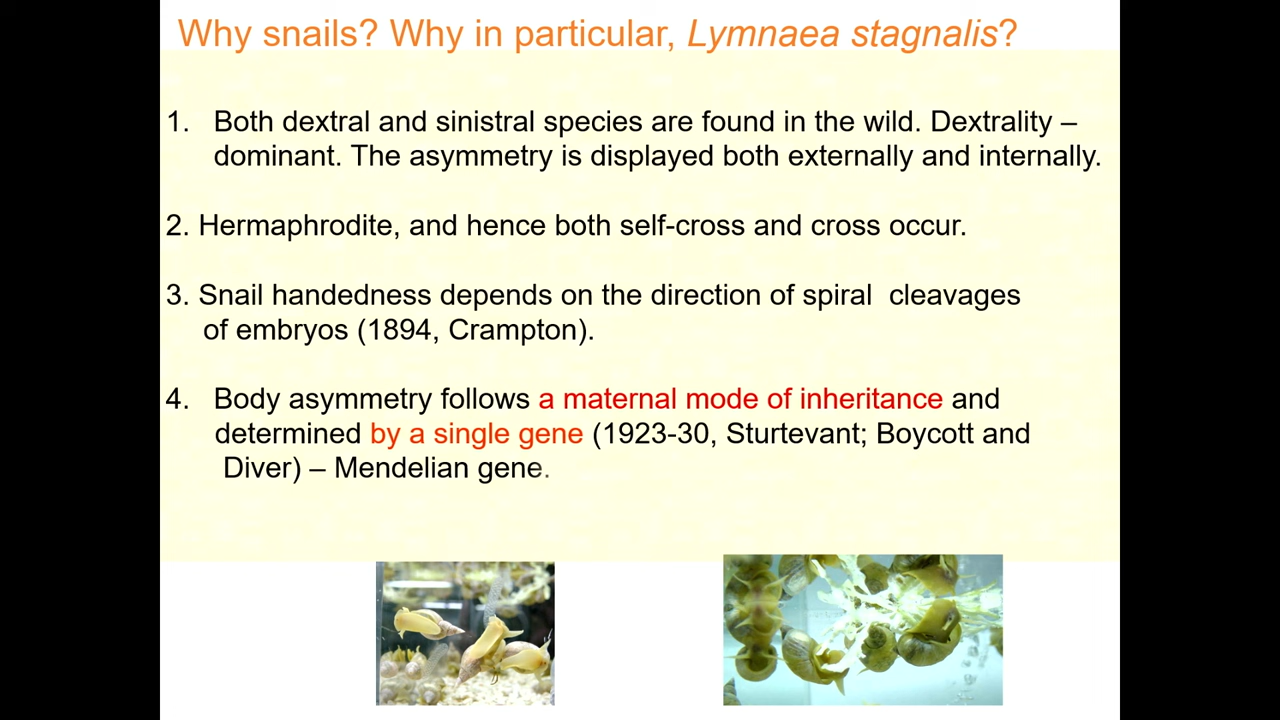 Why snails? Why in particular, Lymnaea stagnalis?
1. Both dextral and sinistral species are found in the wild. Dextrality –
dominant. The asymmetry is displayed both externally and internally.
2. Hermaphrodite, and hence both self-cross and cross occur.
3. Snail handedness depends on the direction of spiral cleavages
of embryos (1894, Crampton).
4. Body asymmetry follows a maternal mode of inheritance and
determined by a single gene (1923-30, Sturtevant; Boycott and
Diver) – Mendelian gene.